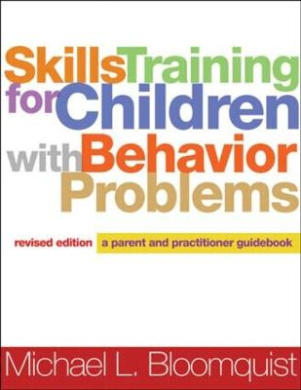 Skills Training
for Children
with Behavior
Problems
revised edition a parent and practitioner guidebook
Michael L. Bloomquist